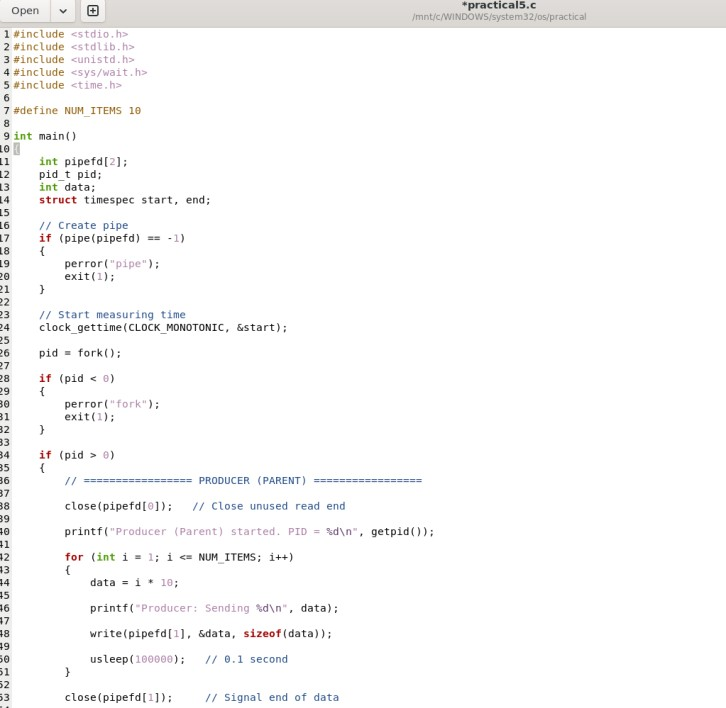 Open
*practical5.c
/mnt/c/WINDOWS/system32/os/practical
1 #include <stdio.h>
2 #include <stdlib.h>
3 #include <unistd.h>
4 #include <sys/wait.h>
5 #include <time.h>
6
7 #define NUM_ITEMS 10
8
9 int main()
10 {
11     int pipefd[2];
12     pid_t pid;
13     int data;
14     struct timespec start, end;
15
16     // Create pipe
17     if (pipe(pipefd) == -1)
18     {
19         perror("pipe");
20         exit(1);
21     }
22
23     // Start measuring time
24     clock_gettime(CLOCK_MONOTONIC, &start);
25
26     pid = fork();
27
28     if (pid < 0)
29     {
30         perror("fork");
31         exit(1);
32     }
33
34     if (pid > 0)
35     {
36         // ================= PRODUCER (PARENT) =================
37
38         close(pipefd[0]);   // Close unused read end
39
40         printf("Producer (Parent) started. PID = %d\n", getpid());
41
42         for (int i = 1; i <= NUM_ITEMS; i++)
43         {
44             data = i * 10;
45
46             printf("Producer: Sending %d\n", data);
47
48             write(pipefd[1], &data, sizeof(data));
49
50             usleep(100000);   // 0.1 second
51         }
52
53         close(pipefd[1]);     // Signal end of data